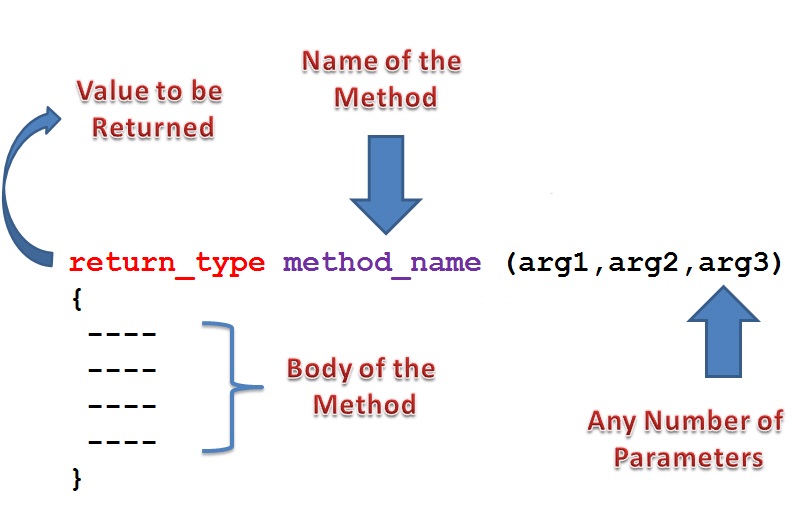 Name of the
Method
Value to be
Returned
return_type method_name (arg1,arg2,arg3)
{
----
----
----
----
}
Body of the
Method
Any Number of
Parameters